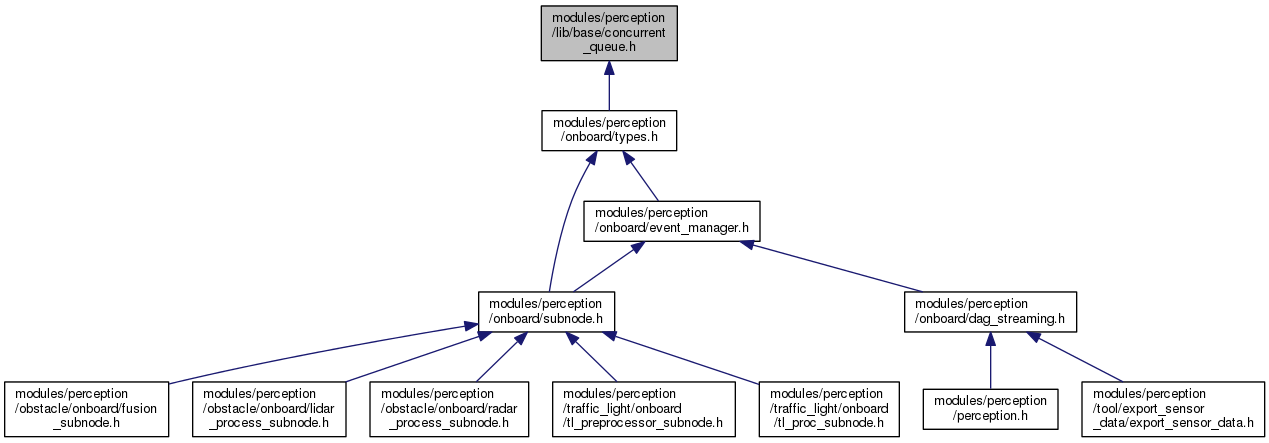 modules/perception
/lib/base/concurrent
_queue.h
modules/perception
/onboard/types.h
modules/perception
/onboard/event_manager.h
modules/perception
/onboard/subnode.h
modules/perception
/onboard/dag_streaming.h
modules/perception
/obstacle/onboard/fusion
_subnode.h
modules/perception
/obstacle/onboard/lidar
_process_subnode.h
modules/perception
/obstacle/onboard/radar
_process_subnode.h
modules/perception
/traffic_light/onboard
/tl_preprocessor_subnode.h
modules/perception
/traffic_light/onboard
/tl_proc_subnode.h
modules/perception
/perception.h
modules/perception
/tool/export_sensor
_data/export_sensor_data.h